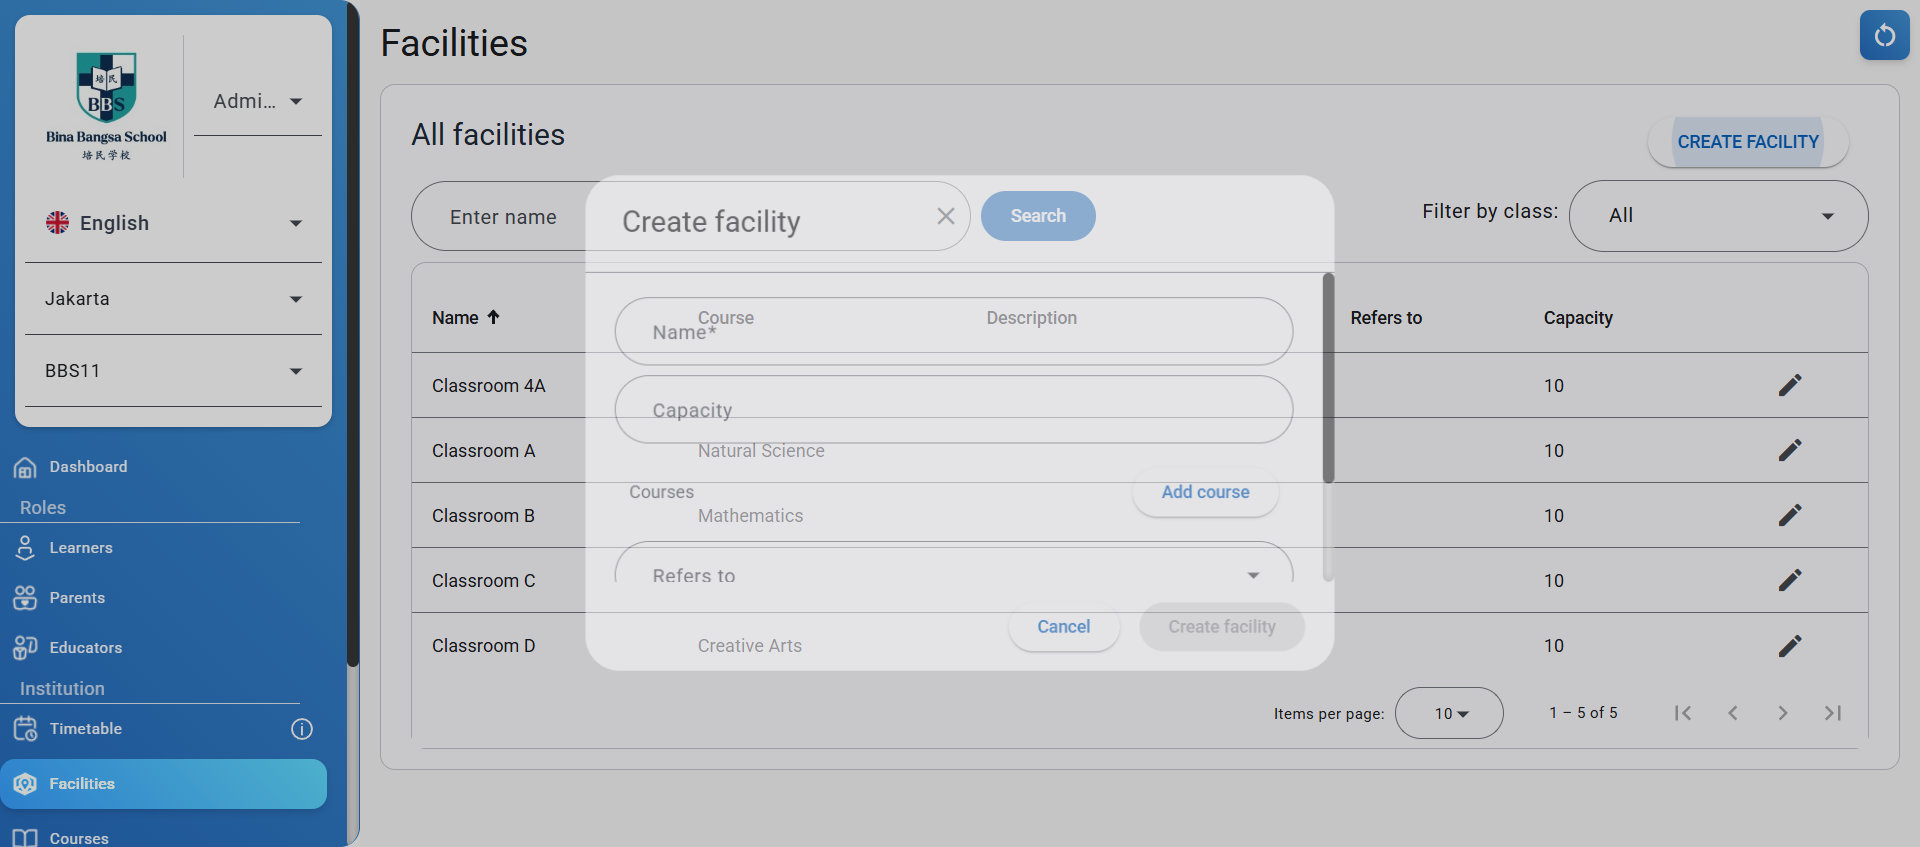 培民
BBS
Bina Bangsa School
培民学校
Admi...
English
Jakarta
BBS11
Dashboard
Roles
Learners
Parents
Educators
Institution
Timetable
Facilities
Courses
Facilities
All facilities
CREATE FACILITY
Enter name
Search
Filter by class:
All
Name
Course
Description
Refers to
Capacity
Classroom 4A
10
Classroom A
Natural Science
10
Classroom B
Mathematics
10
Classroom C
10
Classroom D
Creative Arts
10
Items per page:
10
1 – 5 of 5
Create facility
Name*
Capacity
Courses
Add course
Refers to
Cancel
Create facility